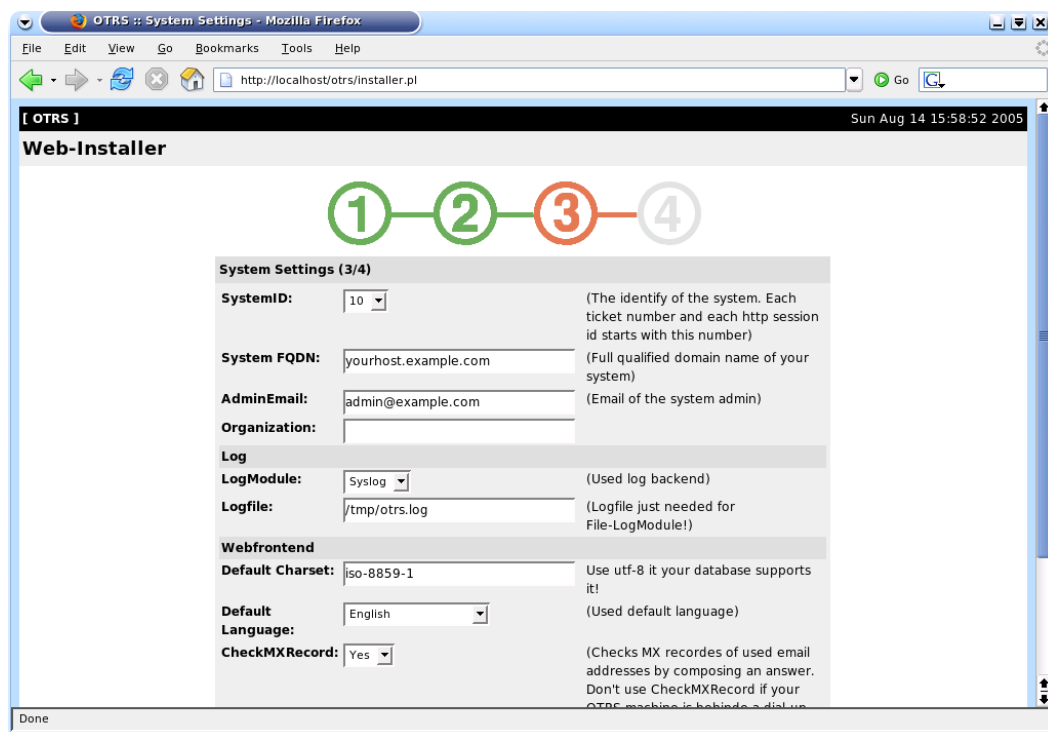 OTRS :: System Settings - Mozilla Firefox
File Edit View Go Bookmarks Tools Help
http://localhost/otrs/installer.pl Go G
[ OTRS ] Sun Aug 14 15:58:52 2005
Web-Installer
1 2 3 4
System Settings (3/4)
SystemID: 10 (The identify of the system. Each
ticket number and each http session
id starts with this number)
System FQDN: yourhost.example.com (Full qualified domain name of your
system)
AdminEmail: admin@example.com (Email of the system admin)
Organization:
Log
LogModule: Syslog (Used log backend)
Logfile: /tmp/otrs.log (Logfile just needed for
File-LogModule!)
Webfrontend
Default Charset: iso-8859-1 Use utf-8 it your database supports
it!
Default
Language: English (Used default language)
CheckMXRecord: Yes (Checks MX recordes of used email
addresses by composing an answer.
Don't use CheckMXRecord if your
OTRS machine is behinde a dial-up
Done